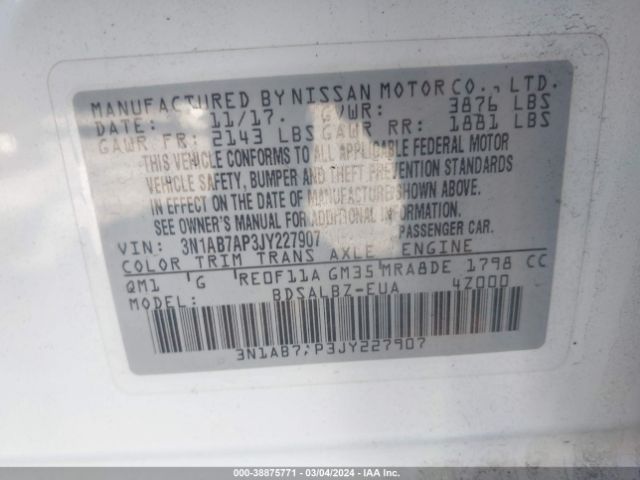 MANUFACTURED BY NISSAN MOTOR CO., LTD.
DATE: 11/17. GVWR: 3876 LBS
GAWR FR: 2143 LBS GAWR RR: 1881 LBS
THIS VEHICLE CONFORMS TO ALL APPLICABLE FEDERAL MOTOR
VEHICLE SAFETY, BUMPER AND THEFT PREVENTION STANDARDS
IN EFFECT ON THE DATE OF MANUFACTURE SHOWN ABOVE.
SEE OWNER'S MANUAL FOR ADDITIONAL INFORMATION.
VIN: 3N1AB7AP3JY227907 PASSENGER CAR.
COLOR TRIM TRANS AXLE ENGINE
QM1 G RE0F11A GM35 MRA8DE 1798 CC
MODEL: BDSALBZ-EUA 4Z000
3N1AB7 P3JY227907
000-38875771 - 03/04/2024 - IAA Inc.